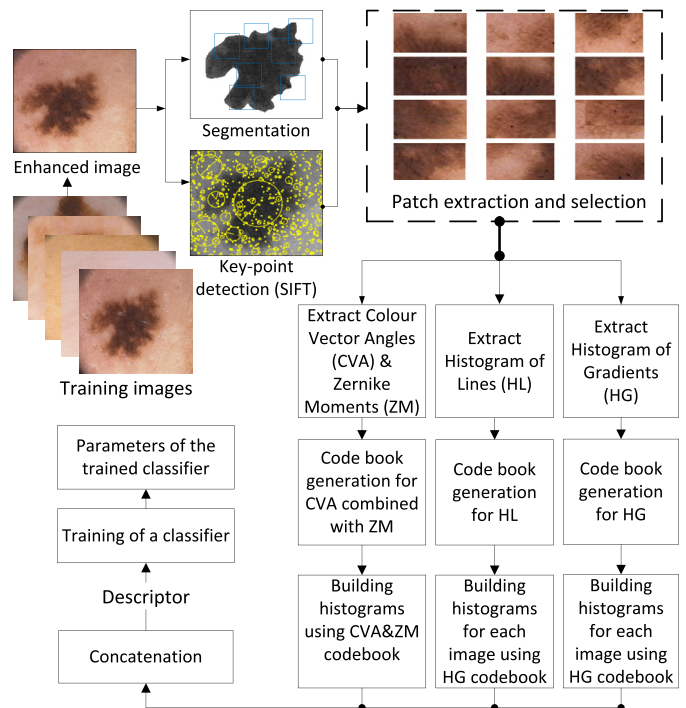 Segmentation
Enhanced image
Patch extraction and selection
Key-point
detection (SIFT)
Training images
Extract Colour
Vector Angles
(CVA) &
Zernike
Moments (ZM)
Extract
Histogram of
Lines (HL)
Extract
Histogram of
Gradients
(HG)
Code book
generation for
CVA combined
with ZM
Code book
generation
for HL
Code book
generation
for HG
Building
histograms
using CVA&ZM
codebook
Building
histograms
for each
image using
HG codebook
Building
histograms
for each
image using
HG codebook
Concatenation
Descriptor
Training of a classifier
Parameters of the
trained classifier